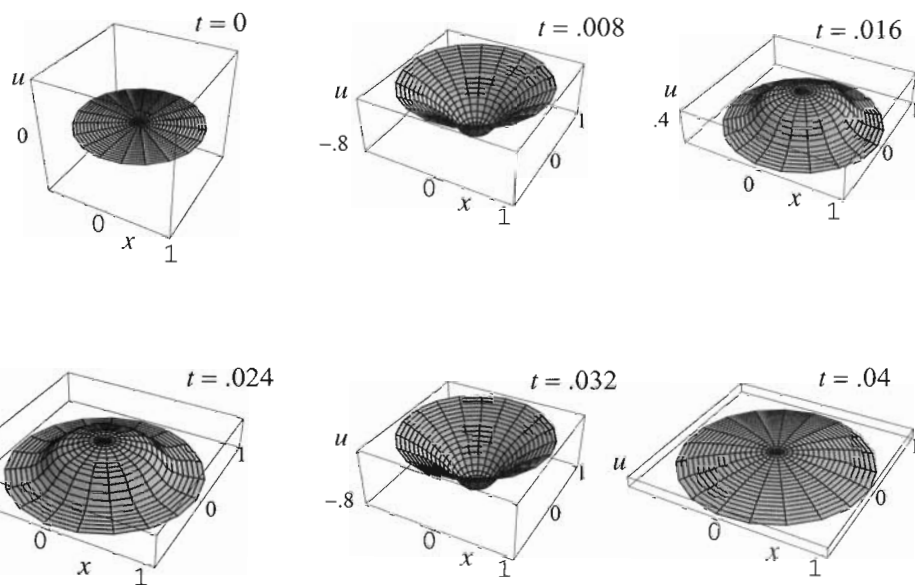 t = 0
u
0
0
x
1
t = .008
u
-.8
0
x
1
0
1
t = .016
u
.4
0
x
1
0
t = .024
0
x
1
0
1
t = .032
u
-.8
0
x
1
0
1
t = .04
u
0
x
1
0
1